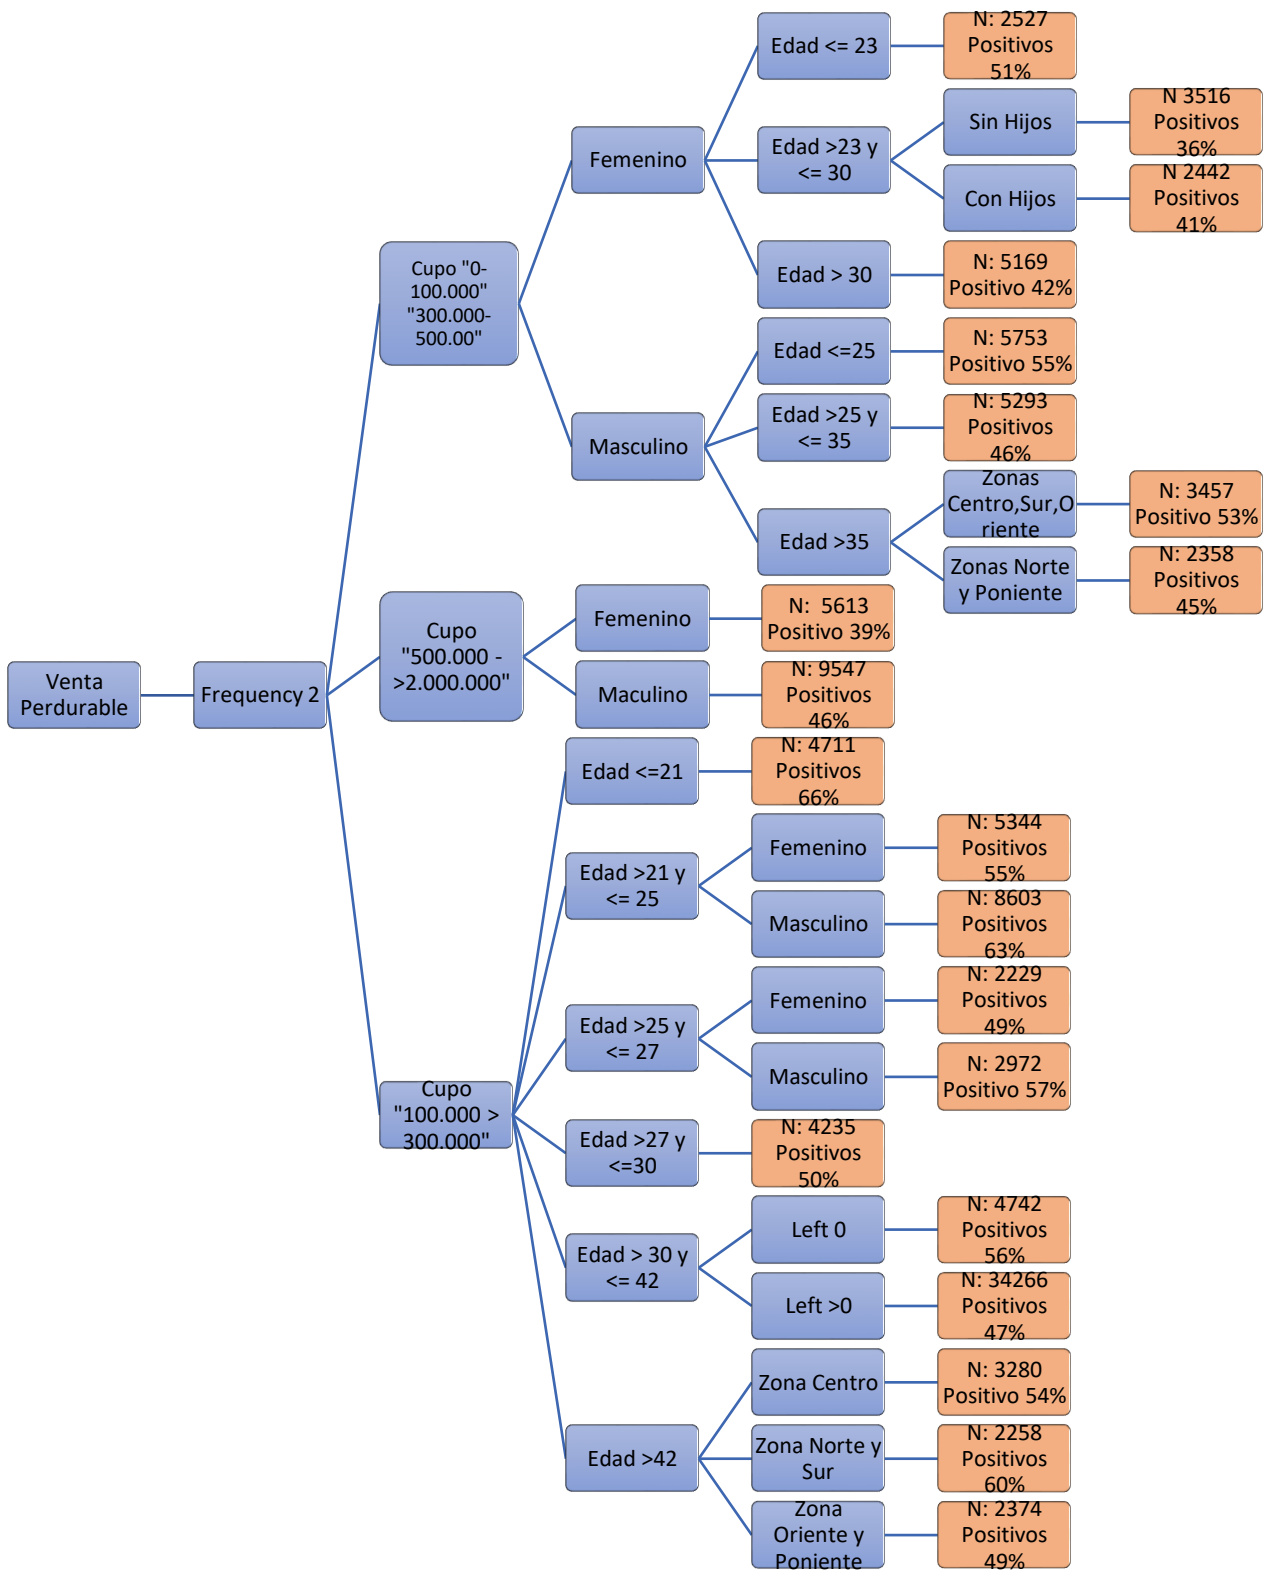 Venta
Perdurable
Frequency 2
Cupo "0-
100.000"
"300.000-
500.00"
Femenino
Edad <= 23
N: 2527
Positivos
51%
Edad >23 y
<= 30
Sin Hijos
N 3516
Positivos
36%
Con Hijos
N 2442
Positivos
41%
Edad > 30
N: 5169
Positivo 42%
Masculino
Edad <=25
N: 5753
Positivo 55%
Edad >25 y
<= 35
N: 5293
Positivos
46%
Edad >35
Zonas
Centro,Sur,O
riente
N: 3457
Positivo 53%
Zonas Norte
y Poniente
N: 2358
Positivos
45%
Cupo
"500.000 -
>2.000.000"
Femenino
N:  5613
Positivo 39%
Maculino
N: 9547
Positivos
46%
Cupo
"100.000 >
300.000"
Edad <=21
N: 4711
Positivos
66%
Edad >21 y
<= 25
Femenino
N: 5344
Positivos
55%
Masculino
N: 8603
Positivos
63%
Edad >25 y
<= 27
Femenino
N: 2229
Positivos
49%
Masculino
N: 2972
Positivo 57%
Edad >27 y
<=30
N: 4235
Positivos
50%
Edad > 30 y
<= 42
Left 0
N: 4742
Positivos
56%
Left >0
N: 34266
Positivos
47%
Edad >42
Zona Centro
N: 3280
Positivo 54%
Zona Norte y
Sur
N: 2258
Positivos
60%
Zona
Oriente y
Poniente
N: 2374
Positivos
49%